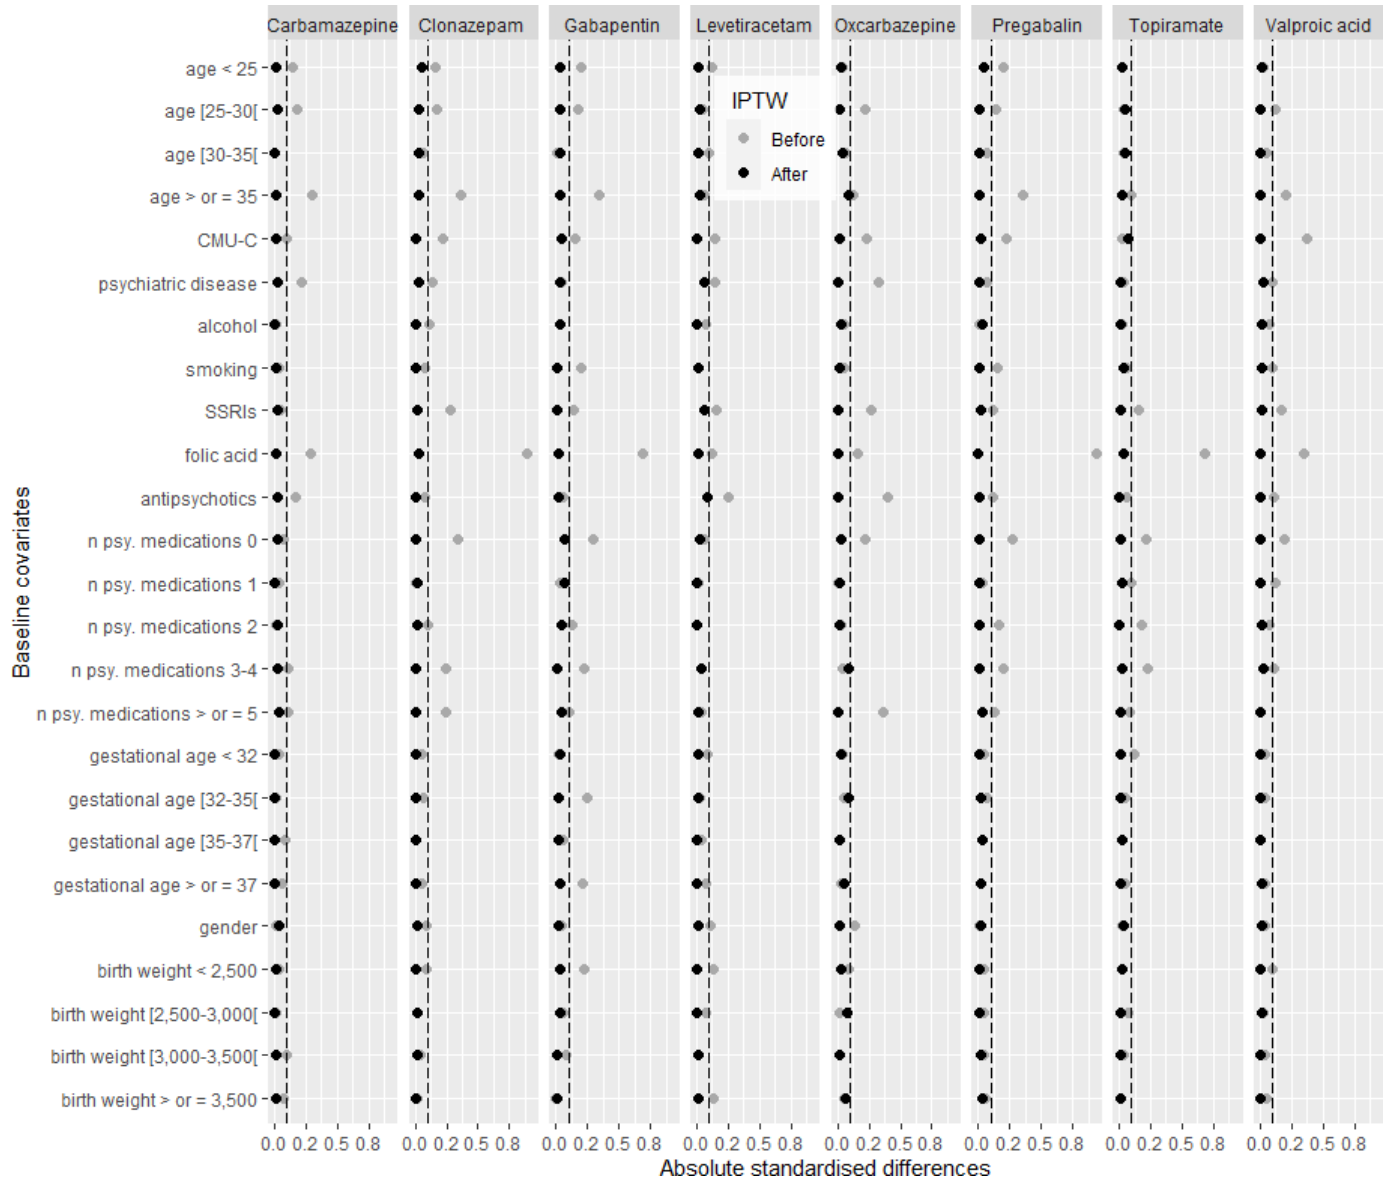 Carbamazepine Clonazepam Gabapentin Levetiracetam Oxcarbazepine Pregabalin Topiramate Valproic acid
IPTW
Before
After
Baseline covariates
age < 25
age [25-30[
age [30-35[
age > or = 35
CMU-C
psychiatric disease
alcohol
smoking
SSRIs
folic acid
antipsychotics
n psy. medications 0
n psy. medications 1
n psy. medications 2
n psy. medications 3-4
n psy. medications > or = 5
gestational age < 32
gestational age [32-35[
gestational age [35-37[
gestational age > or = 37
gender
birth weight < 2,500
birth weight [2,500-3,000[
birth weight [3,000-3,500[
birth weight > or = 3,500
0.0 0.2 0.5 0.8 0.0 0.2 0.5 0.8 0.0 0.2 0.5 0.8 0.0 0.2 0.5 0.8 0.0 0.2 0.5 0.8 0.0 0.2 0.5 0.8 0.0 0.2 0.5 0.8 0.0 0.2 0.5 0.8
Absolute standardised differences